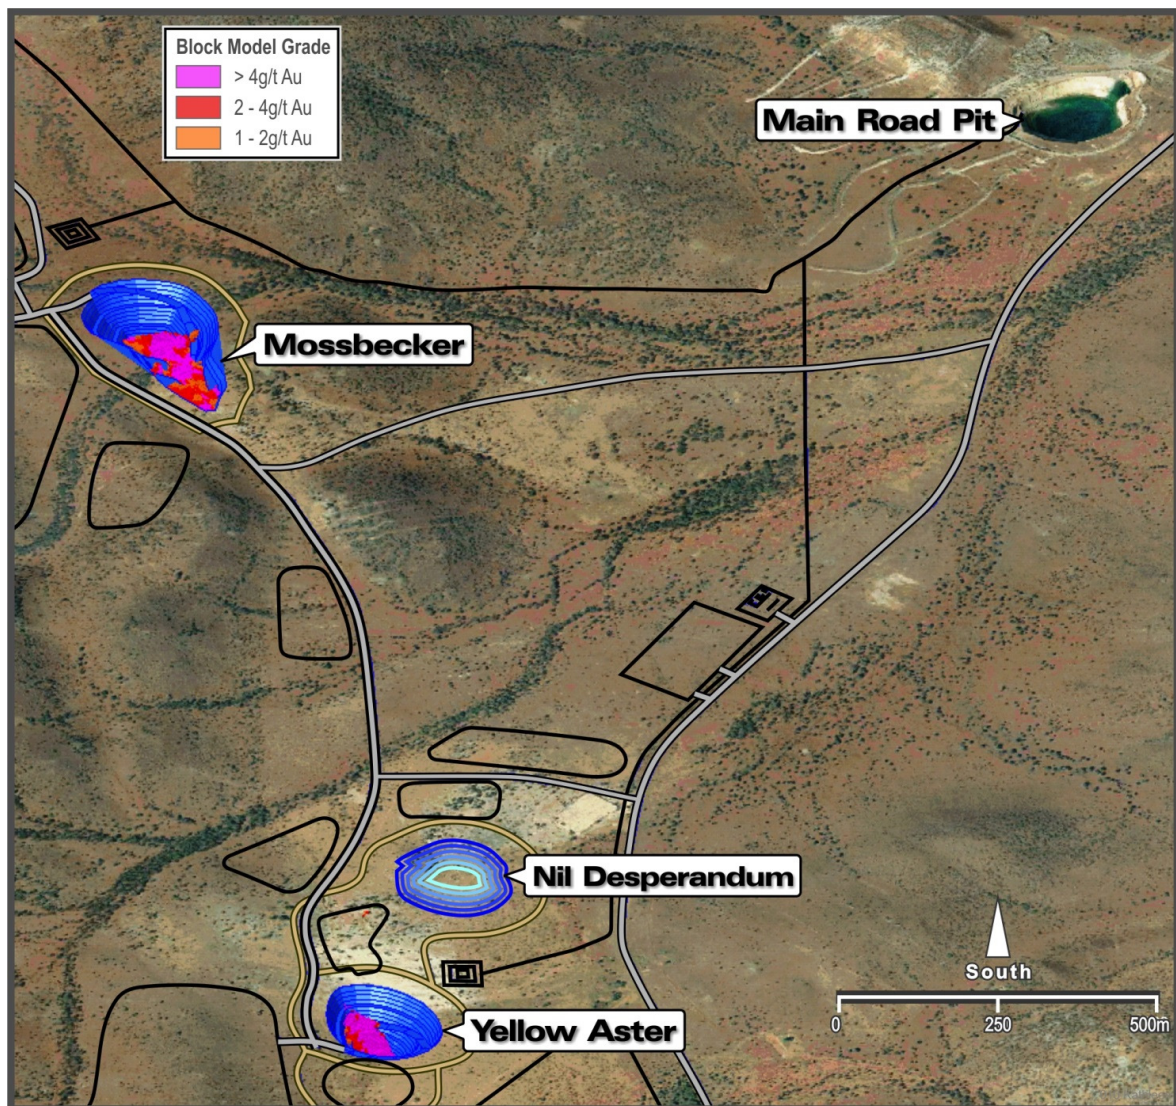 Block Model Grade
> 4g/t Au
2 - 4g/t Au
1 - 2g/t Au
Main Road Pit
Mossbecker
Nil Desperandum
South
0 250 500m
Yellow Aster